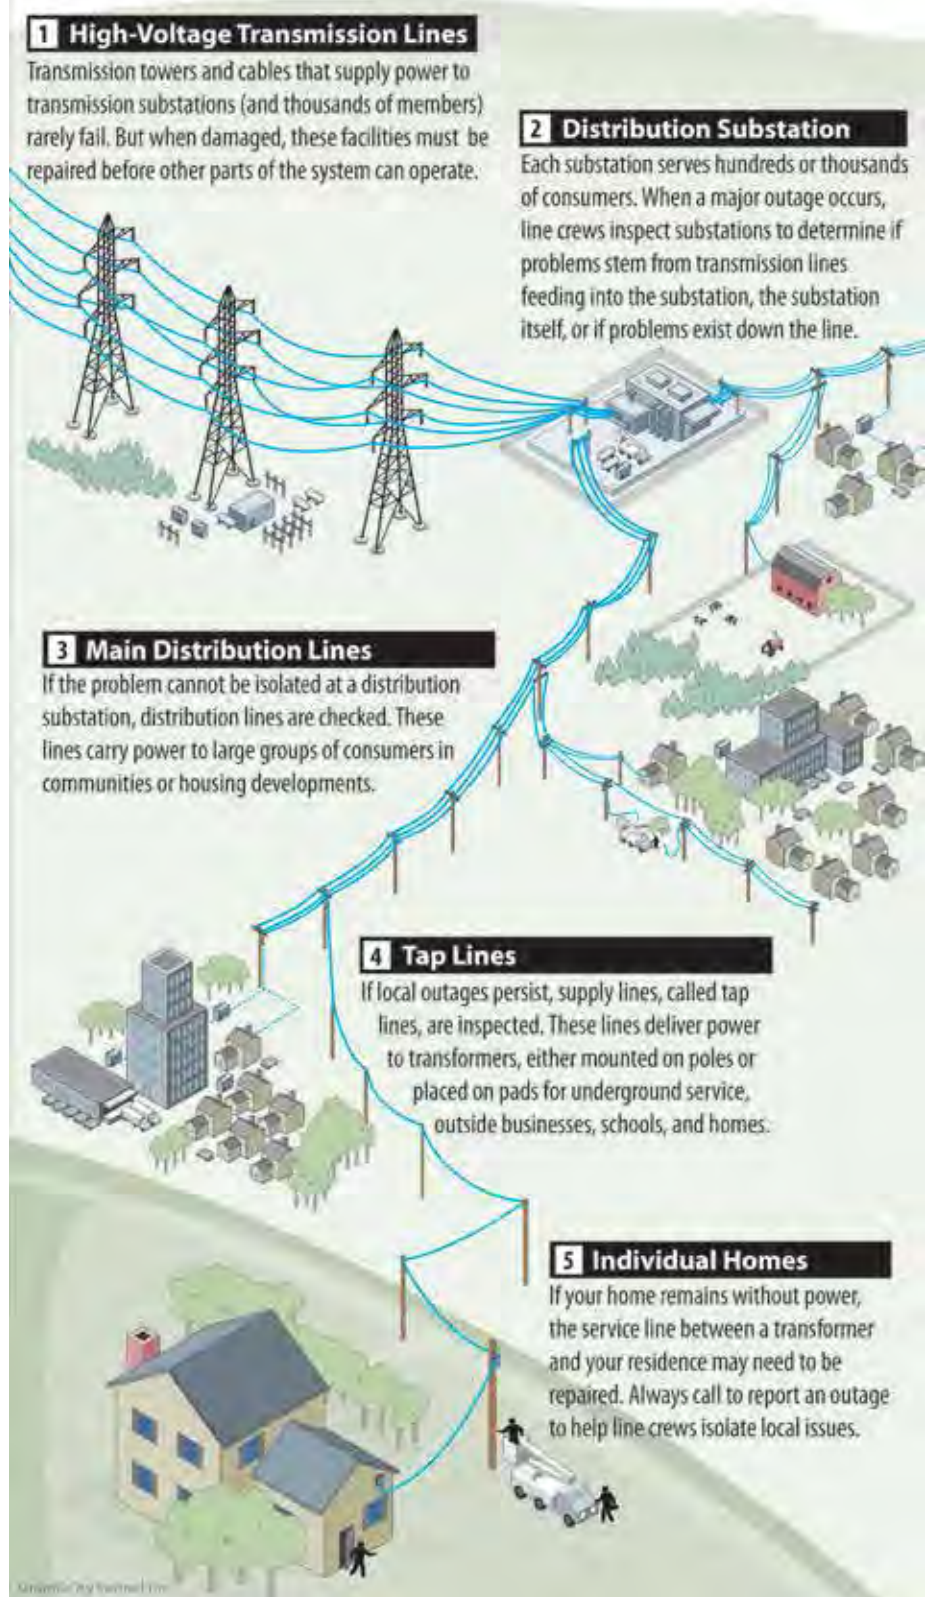 1 High-Voltage Transmission Lines
Transmission towers and cables that supply power to
transmission substations (and thousands of members)
rarely fail. But when damaged, these facilities must be
repaired before other parts of the system can operate.
2 Distribution Substation
Each substation serves hundreds or thousands
of consumers. When a major outage occurs,
line crews inspect substations to determine if
problems stem from transmission lines
feeding into the substation, the substation
itself, or if problems exist down the line.
3 Main Distribution Lines
If the problem cannot be isolated at a distribution
substation, distribution lines are checked. These
lines carry power to large groups of consumers in
communities or housing developments.
4 Tap Lines
If local outages persist, supply lines, called tap
lines, are inspected. These lines deliver power
to transformers, either mounted on poles or
placed on pads for underground service,
outside businesses, schools, and homes.
5 Individual Homes
If your home remains without power,
the service line between a transformer
and your residence may need to be
repaired. Always call to report an outage
to help line crews isolate local issues.